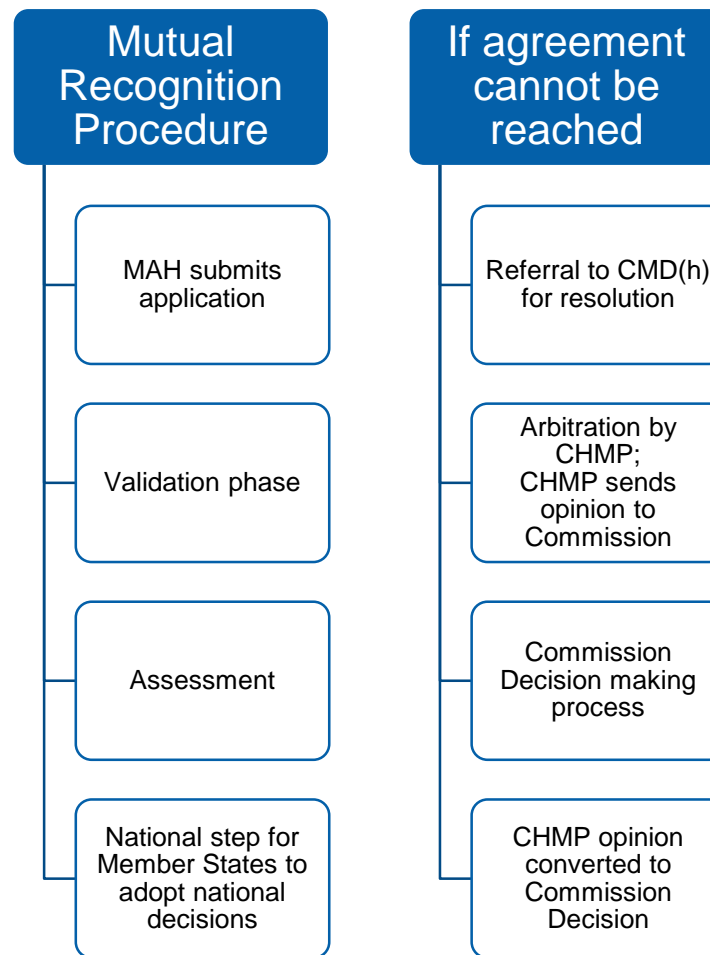 Mutual
Recognition
Procedure
MAH submits
application
Validation phase
Assessment
National step for
Member States to
adopt national
decisions
If agreement
cannot be
reached
Referral to CMD(h)
for resolution
Arbitration by
CHMP;
CHMP sends
opinion to
Commission
Commission
Decision making
process
CHMP opinion
converted to
Commission
Decision